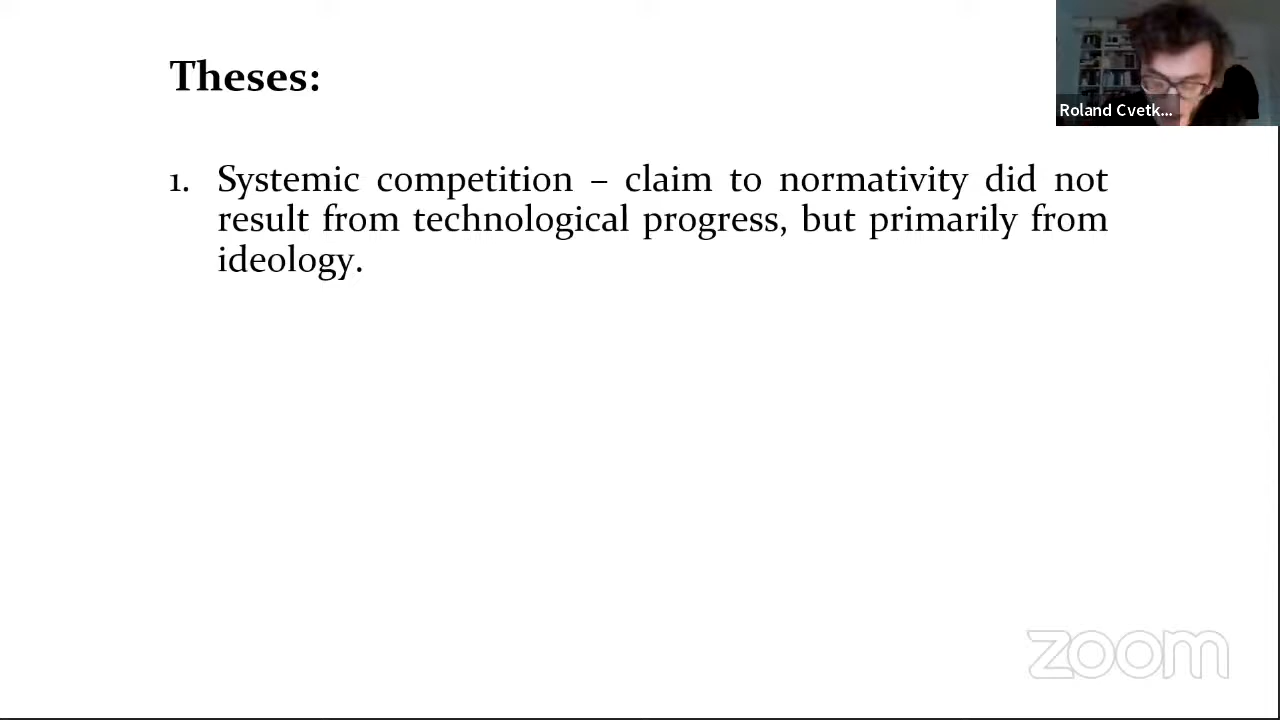 Theses:
Roland Cvetk...
1. Systemic competition – claim to normativity did not
result from technological progress, but primarily from
ideology.
zoom